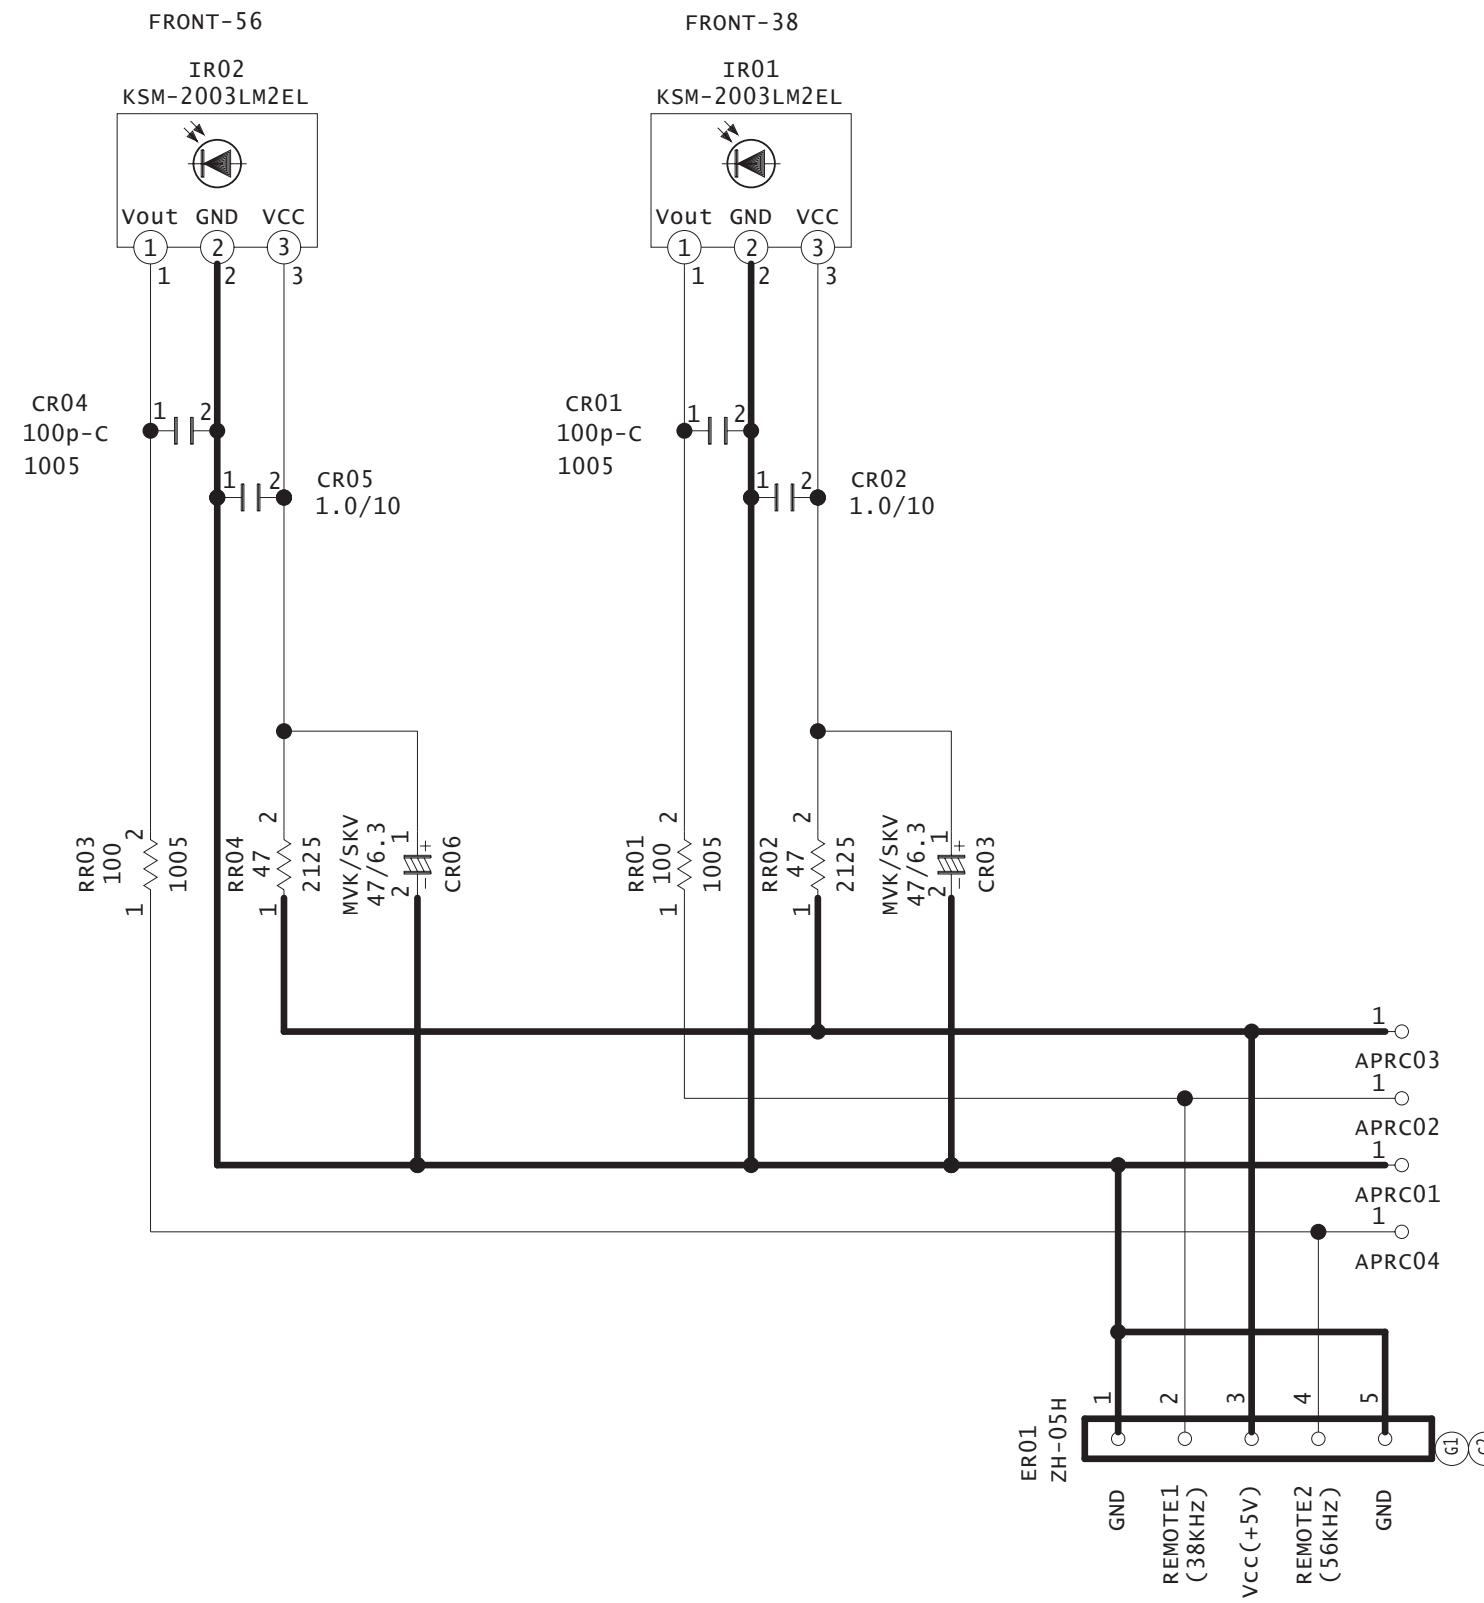 FRONT-56
FRONT-38
IR02
KSM-2003LM2EL
IR01
KSM-2003LM2EL
Vout GND VCC
1 2 3
1 2 3
Vout GND VCC
1 2 3
1 2 3
CR04
100p-C
1005
1 2
1 2
CR05
1.0/10
CR01
100p-C
1005
1 2
1 2
CR02
1.0/10
RR03
100
2
1
1005
RR04
47
2
1
2125
MVK/SKV
47/6.3
1
2
+
-
CR06
RR01
100
2
1
1005
RR02
47
2
1
2125
MVK/SKV
47/6.3
1
2
+
-
CR03
1
APRC03
1
APRC02
1
APRC01
1
APRC04
ER01
ZH-05H
1 2 3 4 5
G1
GND
REMOTE1
(38KHz)
Vcc(+5V)
REMOTE2
(56KHz)
GND